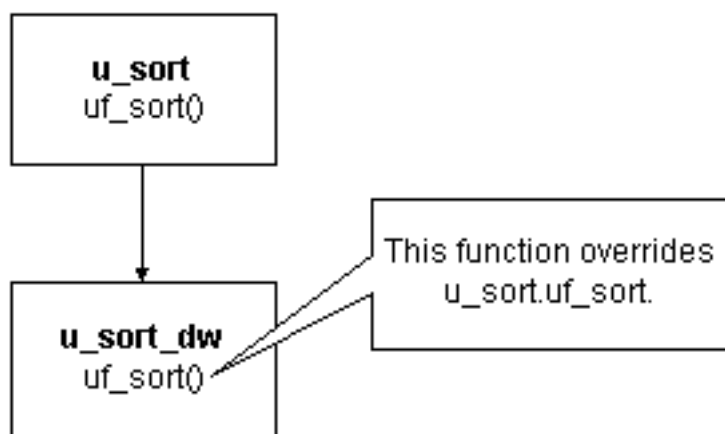 u_sort
uf_sort()
This function overrides
u_sort.uf_sort.
u_sort_dw
uf_sort()